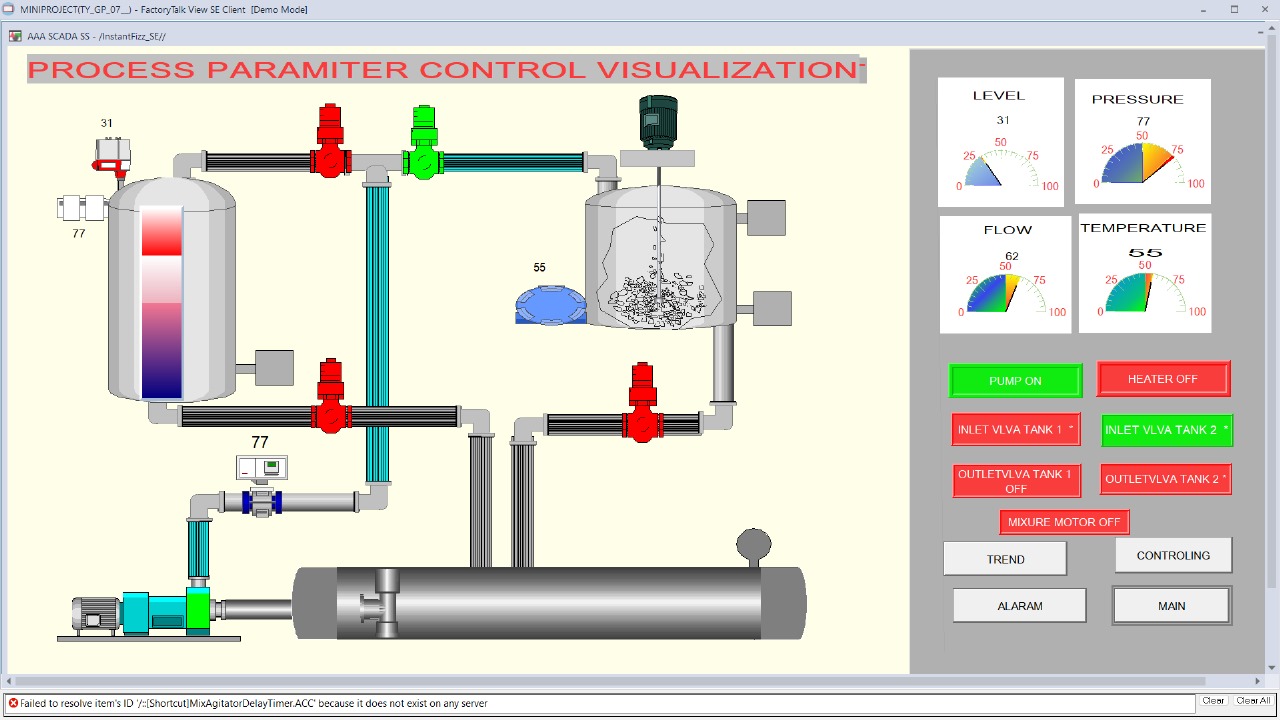 MINIPROJECT(TY_GP_07__) - FactoryTalk View SE Client  [Demo Mode]
AAA SCADA SS - /InstantFizz_SE//
PROCESS PARAMITER CONTROL VISUALIZATION
31
77
55
77
LEVEL
31
0 25 50 75 100
PRESSURE
77
0 25 50 75 100
FLOW
62
0 25 50 75 100
TEMPERATURE
55
0 25 50 75 100
PUMP ON
HEATER OFF
INLET VLVA TANK 1 *
INLET VLVA TANK 2 *
OUTLETVLVA TANK 1
OFF
OUTLETVLVA TANK 2 *
MIXURE MOTOR OFF
TREND
CONTROLING
ALARAM
MAIN
Failed to resolve item's ID '/::[Shortcut]MixAgitatorDelayTimer.ACC' because it does not exist on any server
Clear
Clear All